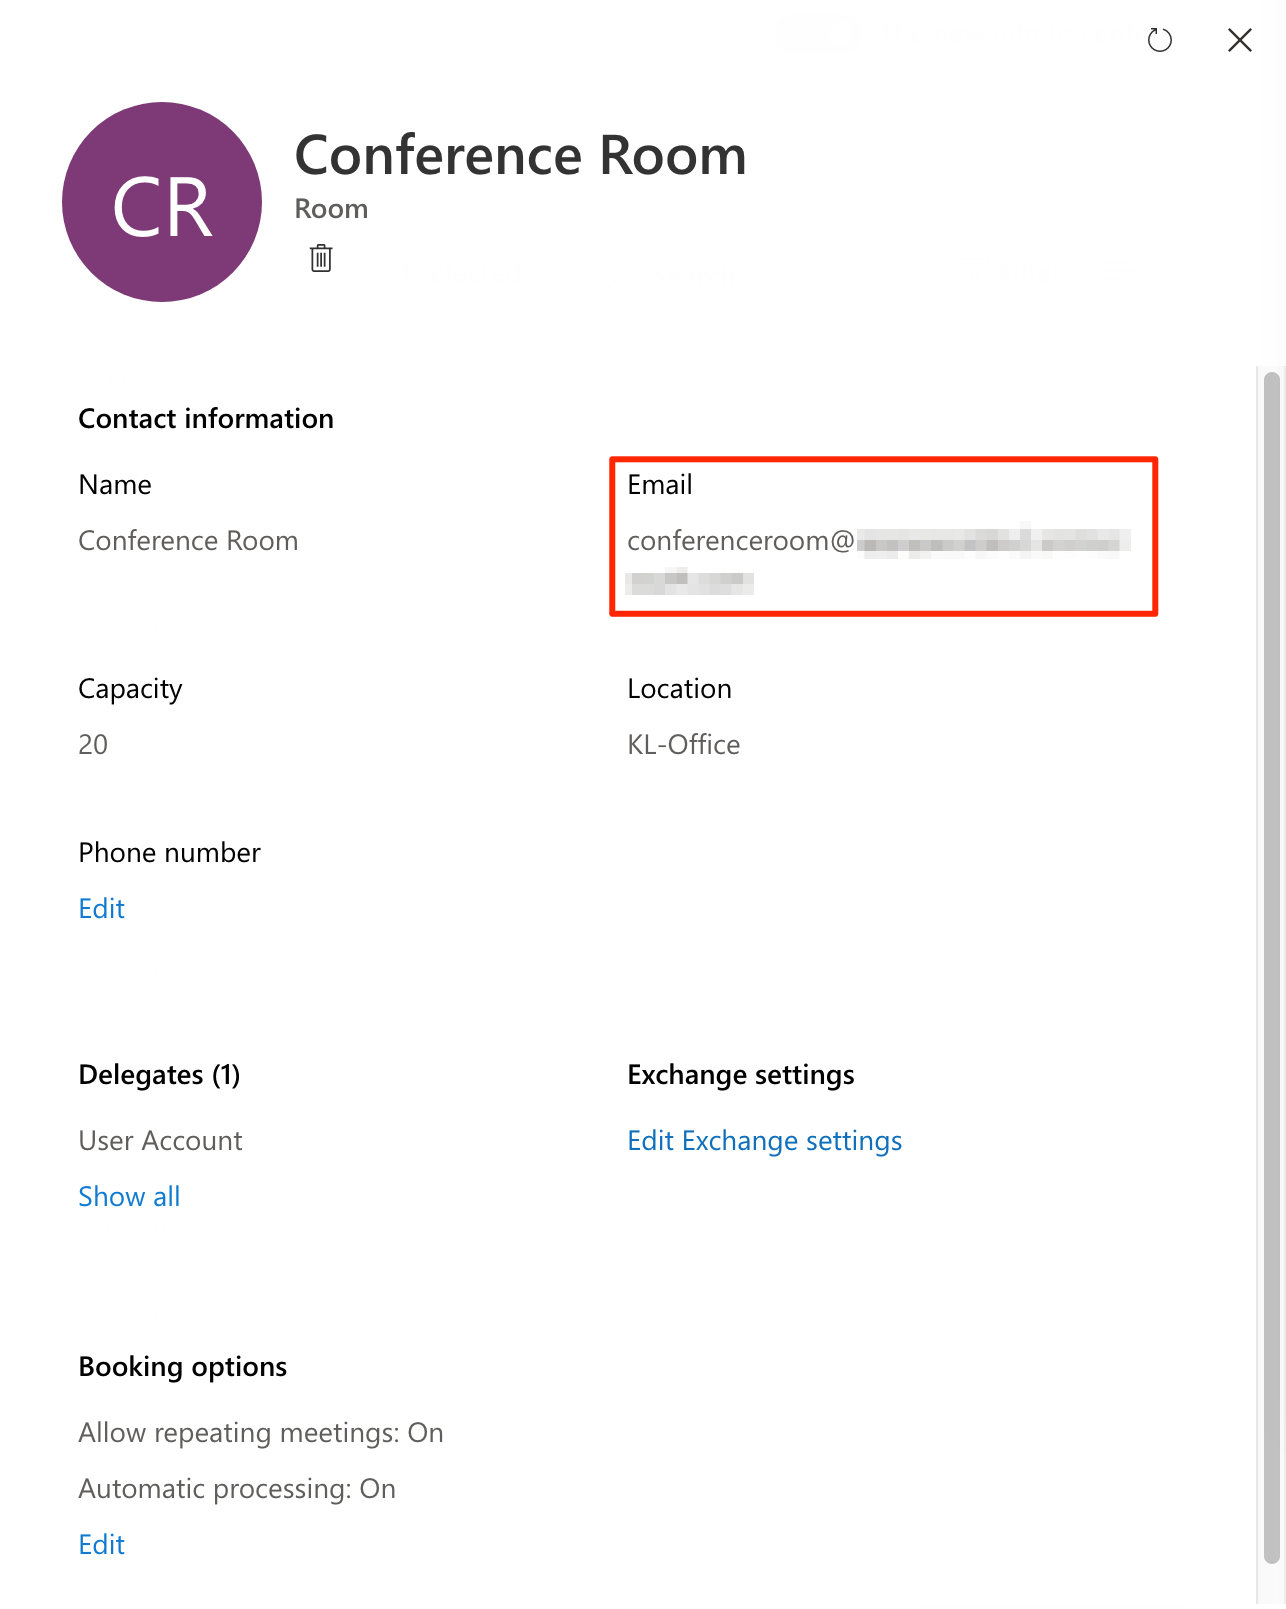 CR
Conference Room
Room
Contact information
Name
Conference Room
Email
conferenceroom@
Capacity
20
Location
KL-Office
Phone number
Edit
Delegates (1)
User Account
Show all
Exchange settings
Edit Exchange settings
Booking options
Allow repeating meetings: On
Automatic processing: On
Edit